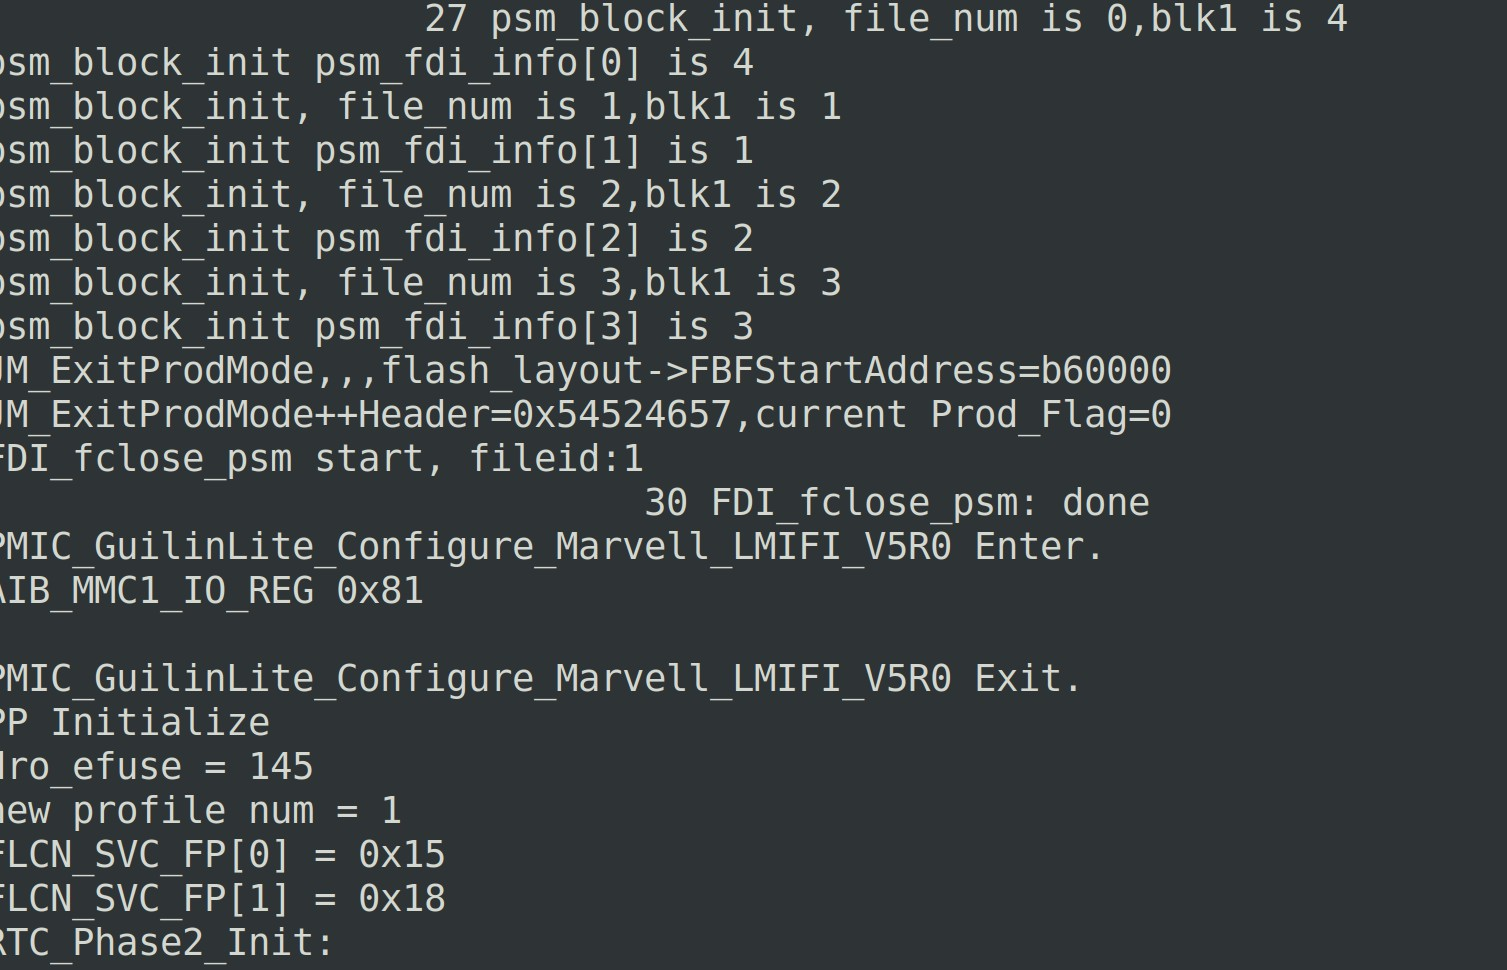 27 psm_block_init, file_num is 0,blk1 is 4
psm_block_init psm_fdi_info[0] is 4
psm_block_init, file_num is 1,blk1 is 1
psm_block_init psm_fdi_info[1] is 1
psm_block_init, file_num is 2,blk1 is 2
psm_block_init psm_fdi_info[2] is 2
psm_block_init, file_num is 3,blk1 is 3
psm_block_init psm_fdi_info[3] is 3
UM_ExitProdMode,,,flash_layout->FBFStartAddress=b60000
UM_ExitProdMode++Header=0x54524657,current Prod_Flag=0
FDI_fclose_psm start, fileid:1
30 FDI_fclose_psm: done
PMIC_GuilinLite_Configure_Marvell_LMIFI_V5R0 Enter.
AIB_MMC1_IO_REG 0x81
PMIC_GuilinLite_Configure_Marvell_LMIFI_V5R0 Exit.
PP Initialize
dro_efuse = 145
new profile num = 1
FLCN_SVC_FP[0] = 0x15
FLCN_SVC_FP[1] = 0x18
RTC_Phase2_Init: